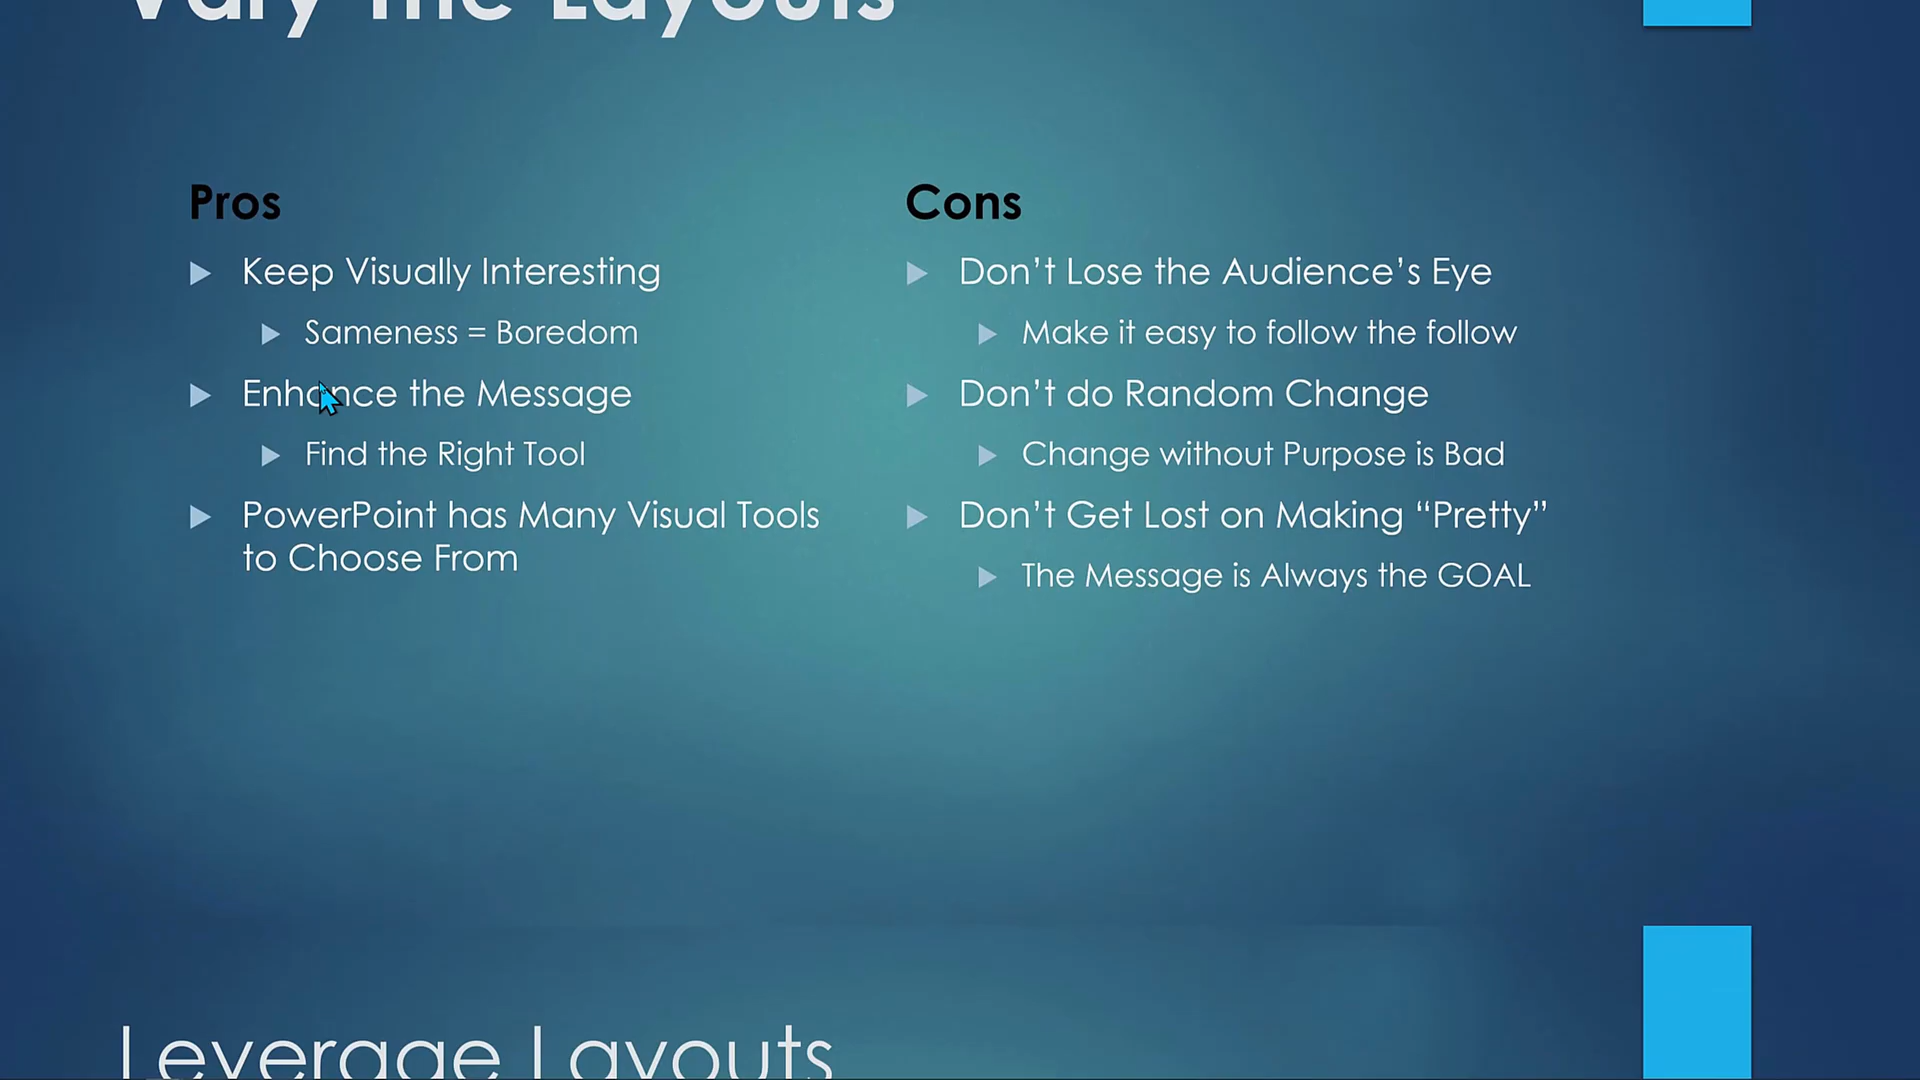 Vary the Layouts
Pros
Keep Visually Interesting
Sameness = Boredom
Enhance the Message
Find the Right Tool
PowerPoint has Many Visual Tools
to Choose From
Cons
Don’t Lose the Audience’s Eye
Make it easy to follow the follow
Don’t do Random Change
Change without Purpose is Bad
Don’t Get Lost on Making “Pretty”
The Message is Always the GOAL
Leverage Layouts